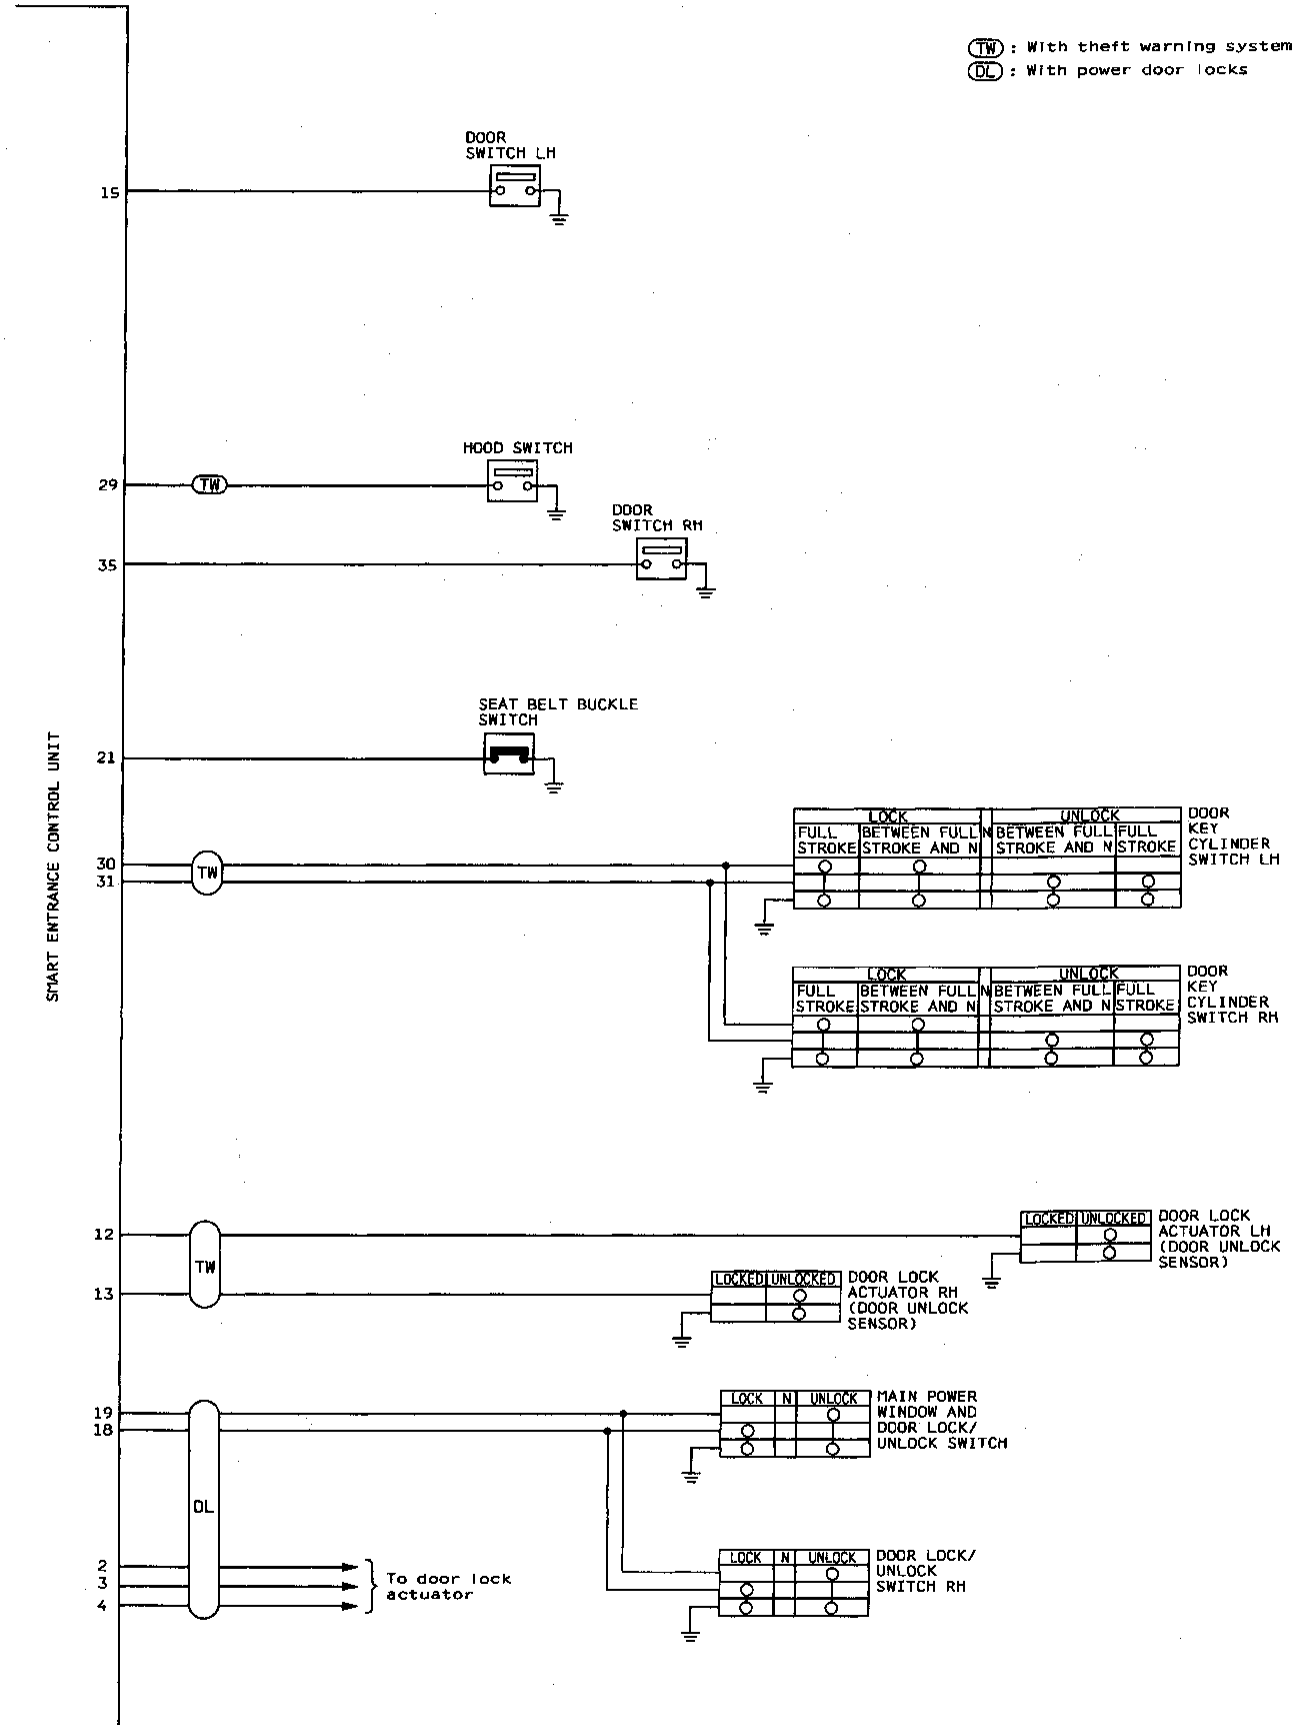 TW : With theft warning system
DL : With power door locks
DOOR
SWITCH LH
15
HOOD SWITCH
29
TW
DOOR
SWITCH RH
35
SEAT BELT BUCKLE
SWITCH
21
SMART ENTRANCE CONTROL UNIT
30
31
TW
LOCK
N
UNLOCK
FULL
STROKE
BETWEEN FULL
STROKE AND N
BETWEEN FULL
STROKE AND N
FULL
STROKE
DOOR
KEY
CYLINDER
SWITCH LH
LOCK
N
UNLOCK
FULL
STROKE
BETWEEN FULL
STROKE AND N
BETWEEN FULL
STROKE AND N
FULL
STROKE
DOOR
KEY
CYLINDER
SWITCH RH
12
TW
13
LOCKED UNLOCKED
DOOR LOCK
ACTUATOR LH
(DOOR UNLOCK
SENSOR)
LOCKED UNLOCKED
DOOR LOCK
ACTUATOR RH
(DOOR UNLOCK
SENSOR)
19
18
DL
LOCK N UNLOCK
MAIN POWER
WINDOW AND
DOOR LOCK/
UNLOCK SWITCH
2
3
4
To door lock
actuator
LOCK N UNLOCK
DOOR LOCK/
UNLOCK
SWITCH RH